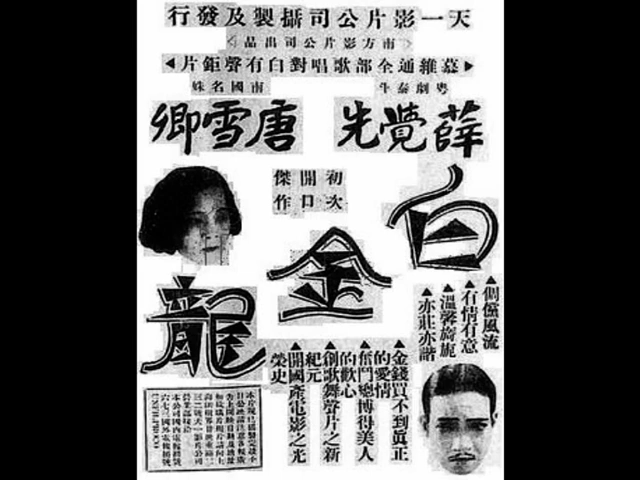 天一影片公司攝製及發行
南方影片公司出品
慕維通全部歌唱對白有聲鉅片
粵劇泰斗
南國名妹
薛覺先
唐雪卿
初次開口傑作
白金龍
▲倜儻風流
▲有情有意
▲溫馨旖旎
▲亦莊亦諧
▲金錢買不到眞正的愛情
▲奮鬥總博得美人的歡心
▲創歌舞聲片之新紀元
▲開國產電影之光榮史